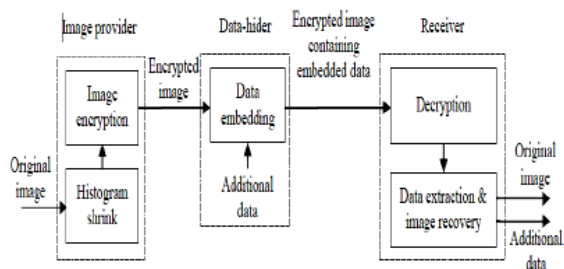 Image provider
Data-hider
Encrypted image
containing
embedded data
Receiver
Image
encryption
Encrypted
image
Data
embedding
Decryption
Original
image
Histogram
shrink
Additional
data
Data extraction &
image recovery
Original
image
Additional
data